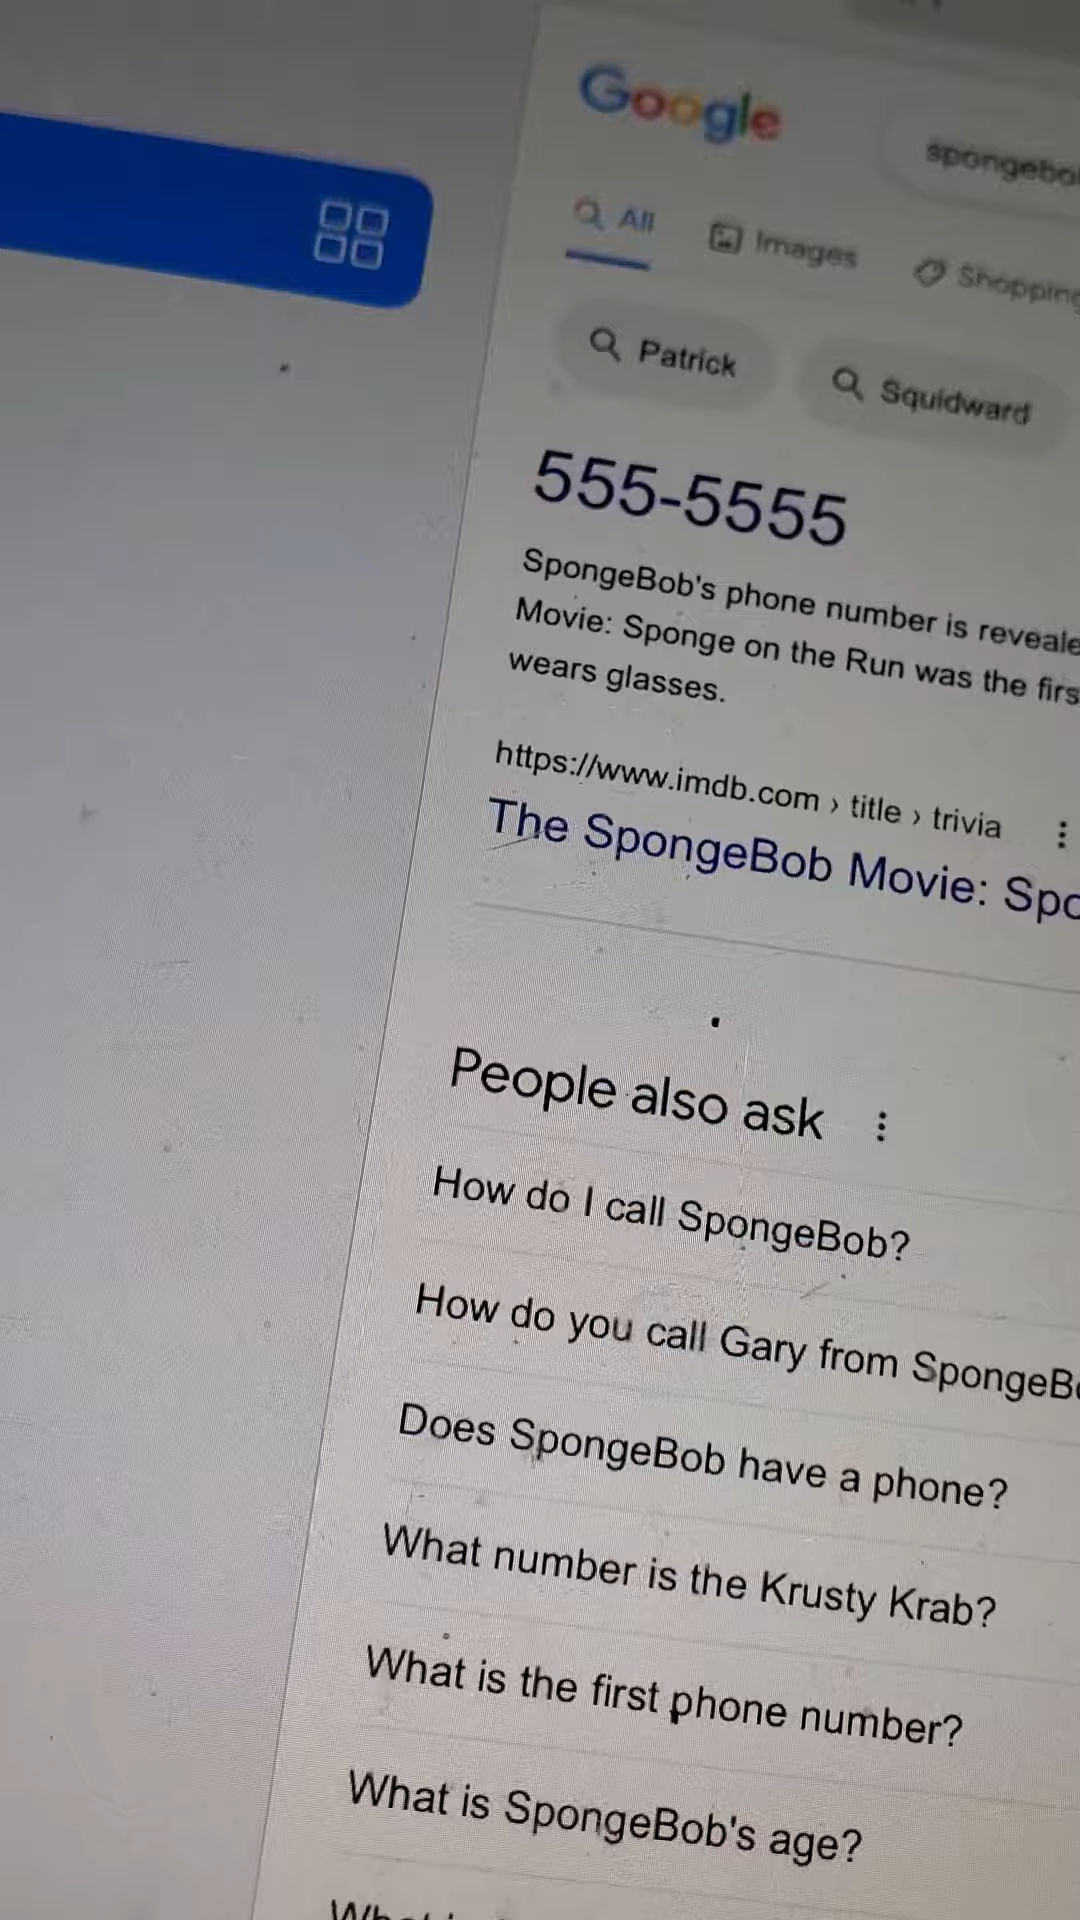 Google
All Images Shopping
Patrick Squidward
555-5555
SpongeBob's phone number is
Movie: Sponge on the Run was the
wears glasses.
https://www.imdb.com › title › trivia
The SpongeBob Movie:
People also ask
How do I call SpongeBob?
How do you call Gary from
Does SpongeBob have a phone?
What number is the Krusty Krab?
What is the first phone number?
What is SpongeBob's age?